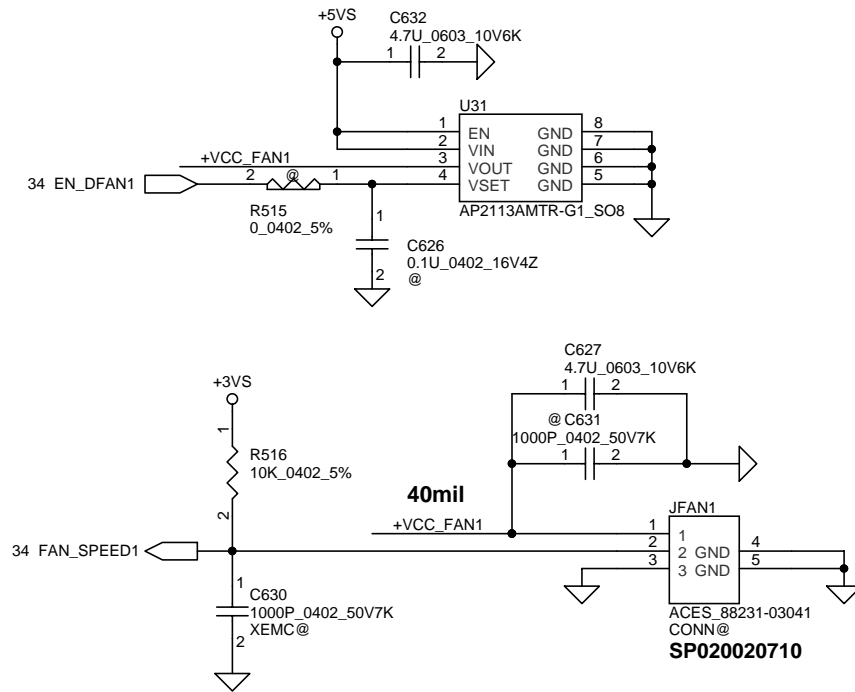 +5VS
C632
4.7U_0603_10V6K
1 2
U31
1 EN GND 8
2 VIN GND 7
+VCC_FAN1 3 VOUT GND 6
34 EN_DFAN1 2 @ 1 4 VSET GND 5
R515
0_0402_5%
AP2113AMTR-G1_SO8
1
C626
0.1U_0402_16V4Z
2 @
+3VS
C627
4.7U_0603_10V6K
1 2
@ C631
1000P_0402_50V7K
1 2
1
R516
10K_0402_5%
2
40mil
+VCC_FAN1
JFAN1
1 1
34 FAN_SPEED1 2 2 GND 4
3 3 GND 5
1
C630
1000P_0402_50V7K
XEMC@
2
ACES_88231-03041
CONN@
SP020020710